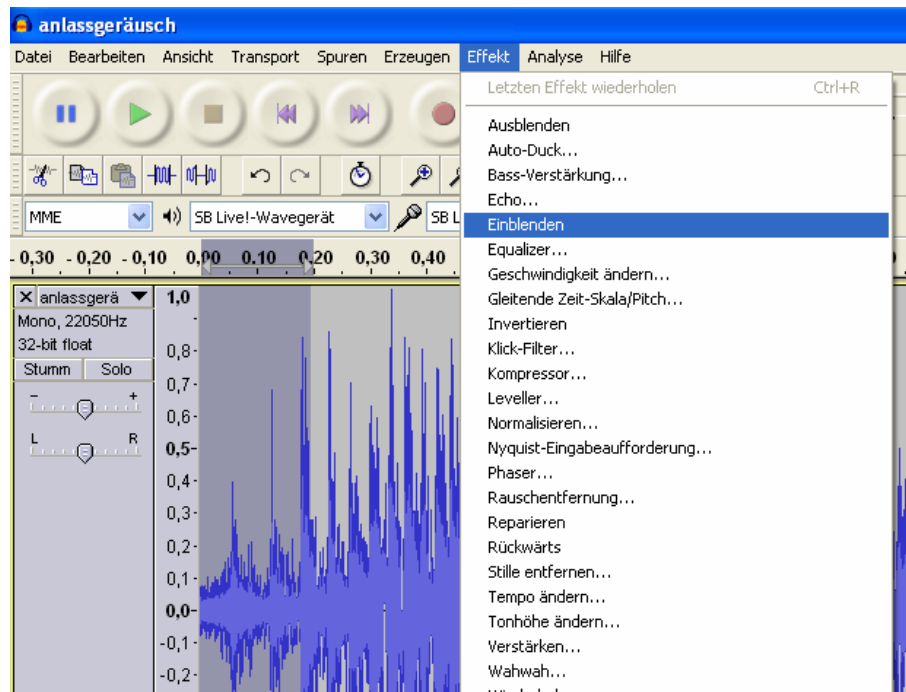 anlassgeräusch
Datei Bearbeiten Ansicht Transport Spuren Erzeugen Effekt Analyse Hilfe
Letzten Effekt wiederholen Ctrl+R
Ausblenden
Auto-Duck...
Bass-Verstärkung...
Echo...
Einblenden
Equalizer...
Geschwindigkeit ändern...
Gleitende Zeit-Skala/Pitch...
Invertieren
Klick-Filter...
Kompressor...
Leveller...
Normalisieren...
Nyquist-Eingabeaufforderung...
Phaser...
Rauschentfernung...
Reparieren
Rückwärts
Stille entfernen...
Tempo ändern...
Tonhöhe ändern...
Verstärken...
Wahwah...
MME SB Live!-Wavegerät SB L
- 0,30 - 0,20 - 0,10 0,00 0,10 0,20 0,30 0,40
anlassgerä
Mono, 22050Hz
32-bit float
Stumm Solo
- +
L R
1,0
0,8
0,7
0,6
0,5
0,4
0,3
0,2
0,1
0,0
-0,1
-0,2